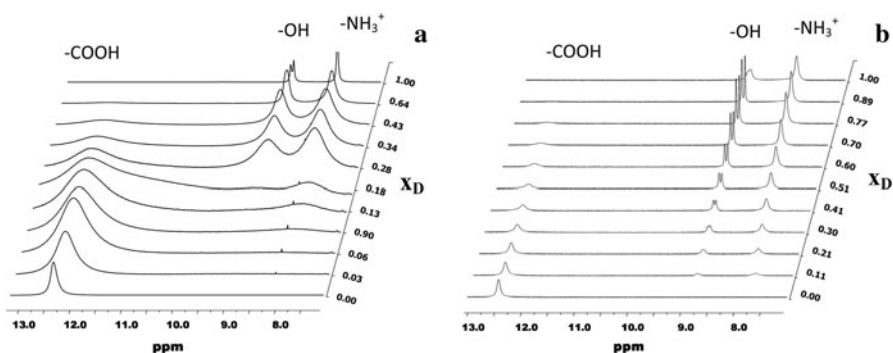 -COOH
-OH
-NH₃⁺
a
1.00
0.64
0.43
0.34
0.28
0.18
0.13
0.90
0.06
0.03
0.00
x_D
13.0 12.0 11.0 10.0 9.0 8.0
ppm
-COOH
-OH
-NH₃⁺
b
1.00
0.89
0.77
0.70
0.60
0.51
0.41
0.30
0.21
0.11
0.00
x_D
13.0 12.0 11.0 10.0 9.0 8.0
ppm